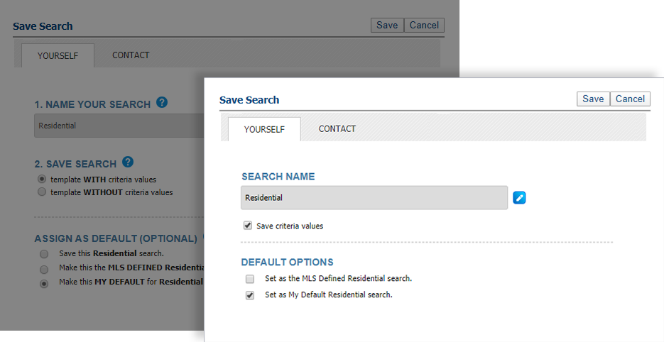 Save Search
Save Cancel
YOURSELF CONTACT
1. NAME YOUR SEARCH ?
Residential
2. SAVE SEARCH ?
template WITH criteria values
template WITHOUT criteria values
ASSIGN AS DEFAULT (OPTIONAL)
Save this Residential search.
Make this the MLS DEFINED Residentia
Make this MY DEFAULT for Residential
Save Search
Save Cancel
YOURSELF CONTACT
SEARCH NAME
Residential
Save criteria values
DEFAULT OPTIONS
Set as the MLS Defined Residential search.
Set as My Default Residential search.